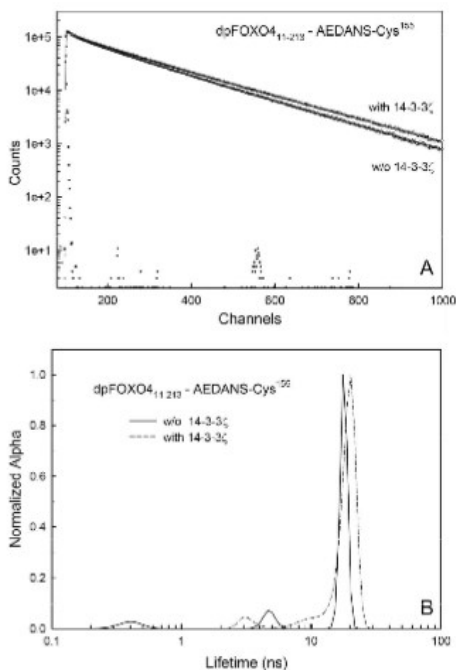 dpFOXO4₁₁₋₂₁₃ - AEDANS-Cys¹⁵⁵
1e+5
1e+4
1e+3
1e+2
1e+1
Counts
with 14-3-3ζ
w/o 14-3-3ζ
A
200
400
600
800
1000
Channels
dpFOXO4₁₁₋₂₁₃ - AEDANS-Cys
w/o 14-3-3ζ
with 14-3-3ζ
1.0
0.8
0.6
0.4
0.2
0.0
Normalized Alpha
B
0.1
1
10
100
Lifetime (ns)